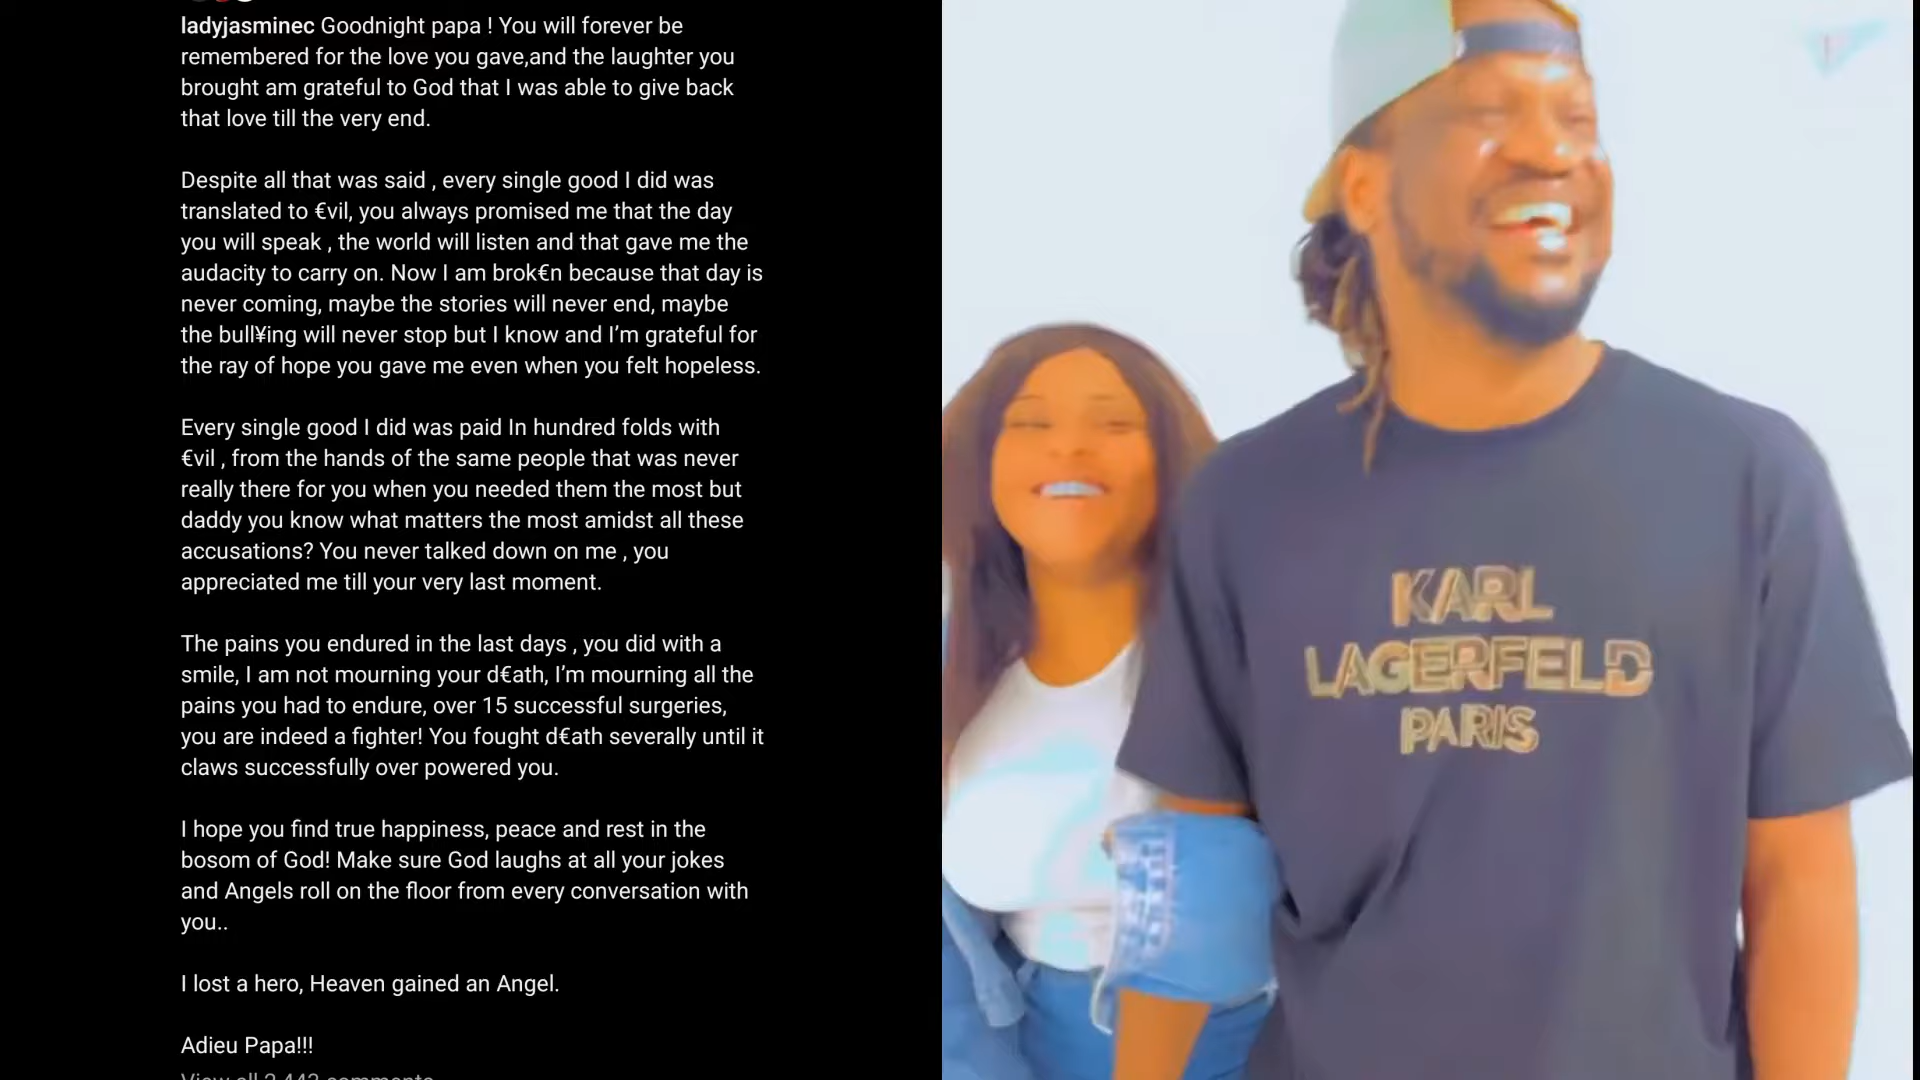 ladyjasminec Goodnight papa ! You will forever be
remembered for the love you gave,and the laughter you
brought am grateful to God that I was able to give back
that love till the very end.
Despite all that was said , every single good I did was
translated to €vil, you always promised me that the day
you will speak , the world will listen and that gave me the
audacity to carry on. Now I am brok€n because that day is
never coming, maybe the stories will never end, maybe
the bull¥ing will never stop but I know and I’m grateful for
the ray of hope you gave me even when you felt hopeless.
Every single good I did was paid In hundred folds with
€vil , from the hands of the same people that was never
really there for you when you needed them the most but
daddy you know what matters the most amidst all these
accusations? You never talked down on me , you
appreciated me till your very last moment.
The pains you endured in the last days , you did with a
smile, I am not mourning your d€ath, I’m mourning all the
pains you had to endure, over 15 successful surgeries,
you are indeed a fighter! You fought d€ath severally until it
claws successfully over powered you.
I hope you find true happiness, peace and rest in the
bosom of God! Make sure God laughs at all your jokes
and Angels roll on the floor from every conversation with
you..
I lost a hero, Heaven gained an Angel.
Adieu Papa!!!
View all 2,443 comments
KARL
LAGERFELD
PARIS